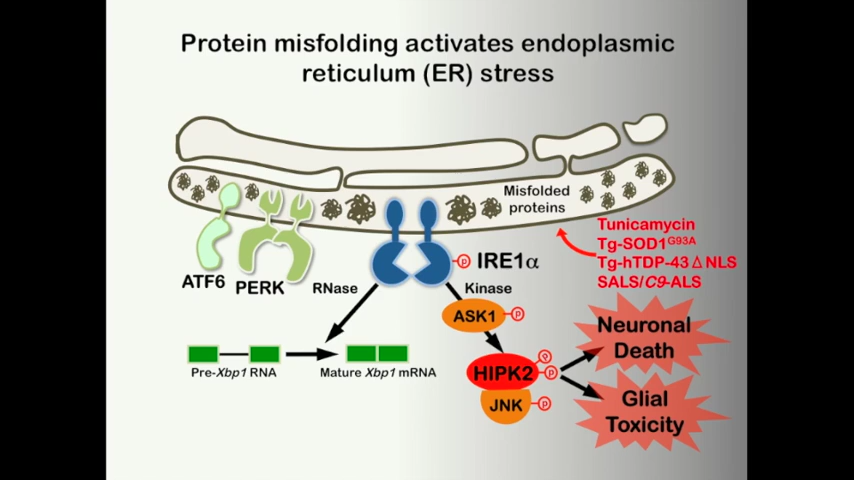 Protein misfolding activates endoplasmic
reticulum (ER) stress
Misfolded
proteins
Tunicamycin
Tg-SOD1G93A
Tg-hTDP-43ΔNLS
SALS/C9-ALS
ATF6
PERK
RNase
p
IRE1α
Kinase
ASK1
p
Pre-Xbp1 RNA
Mature Xbp1 mRNA
HIPK2
p
p
JNK
p
Neuronal
Death
Glial
Toxicity